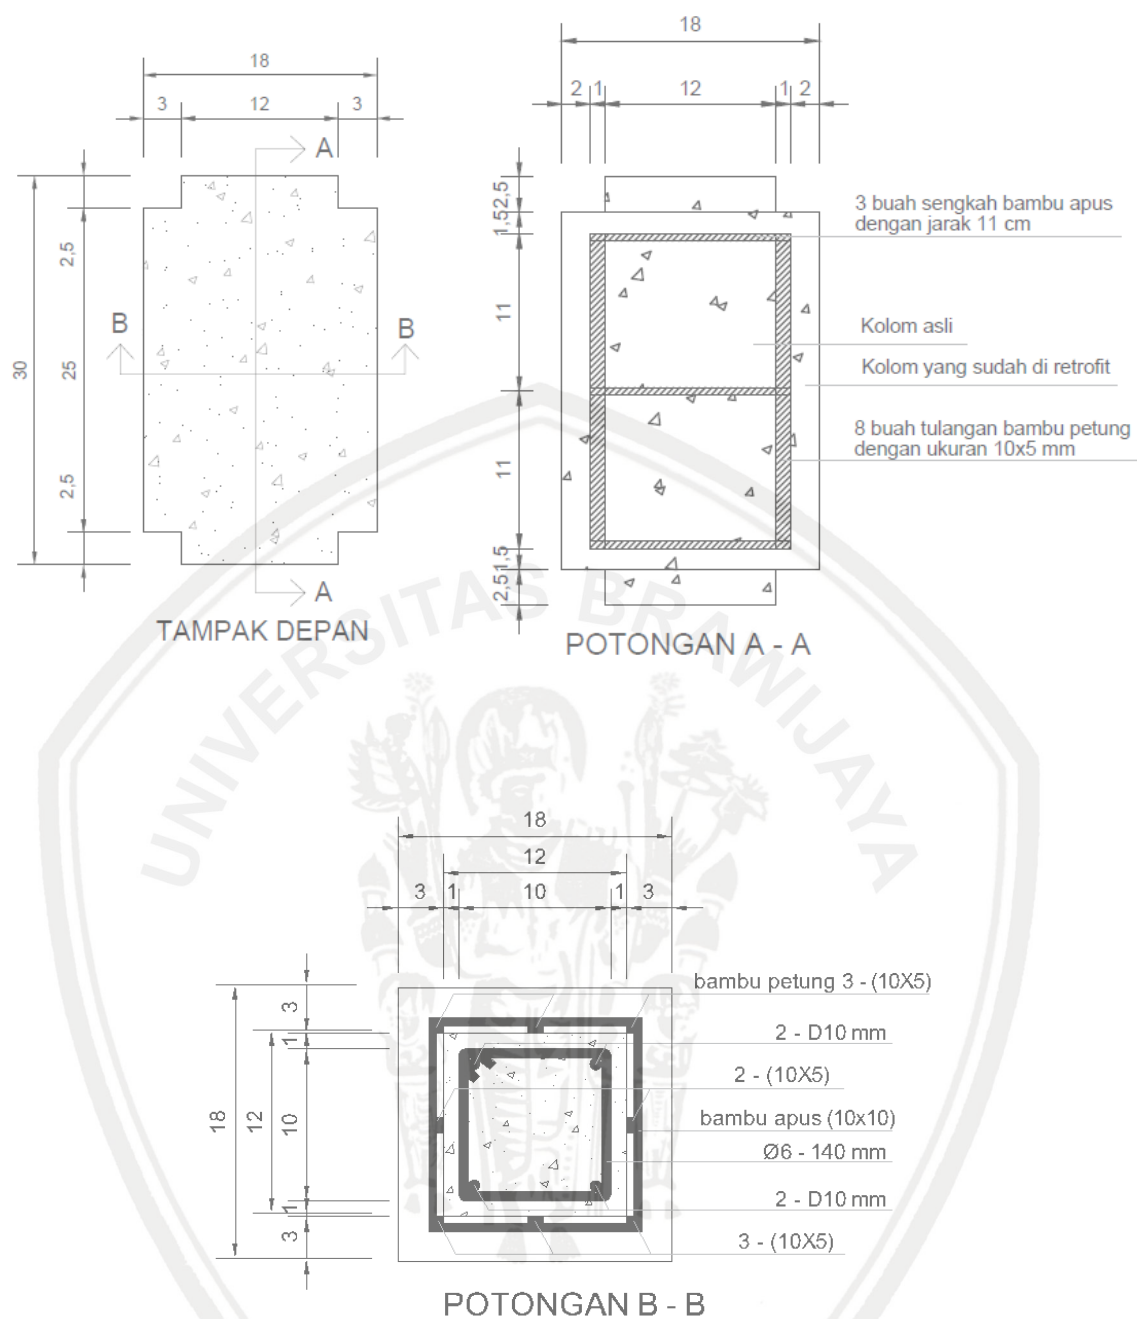 18
3
12
3
A
2,5
B
B
30
25
2,5
A
TAMPAK DEPAN
18
2
1
12
1
2
2,5
1,5
3 buah sengkah bambu apus
dengan jarak 11 cm
11
Kolom asli
Kolom yang sudah di retrofit
8 buah tulangan bambu petung
dengan ukuran 10x5 mm
11
1,5
2,5
POTONGAN A - A
UNIVERSITAS BRAWIJAYA
18
12
3
1
10
1
3
bambu petung 3 - (10X5)
3
2 - D10 mm
1
2 - (10X5)
18
12
10
bambu apus (10x10)
Ø6 - 140 mm
2 - D10 mm
1
3
3 - (10X5)
POTONGAN B - B